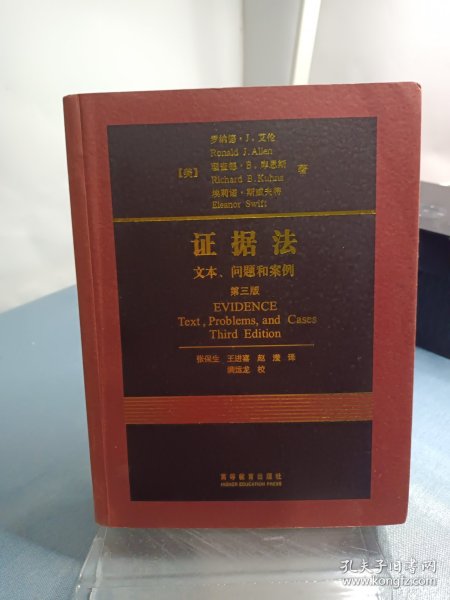 罗纳德·J.艾伦
Ronald J. Allen
[美] 理查德·B.库恩斯 著
Richard B. Kuhns
埃莉诺·斯威夫特
Eleanor Swift
证据法
文本、问题和案例
第三版
EVIDENCE
Text, Problems, and Cases
Third Edition
张保生 王进喜 赵滢 译
满运龙 校
高等教育出版社
HIGHER EDUCATION PRESS
孔夫子旧书网
www.kongfz.com